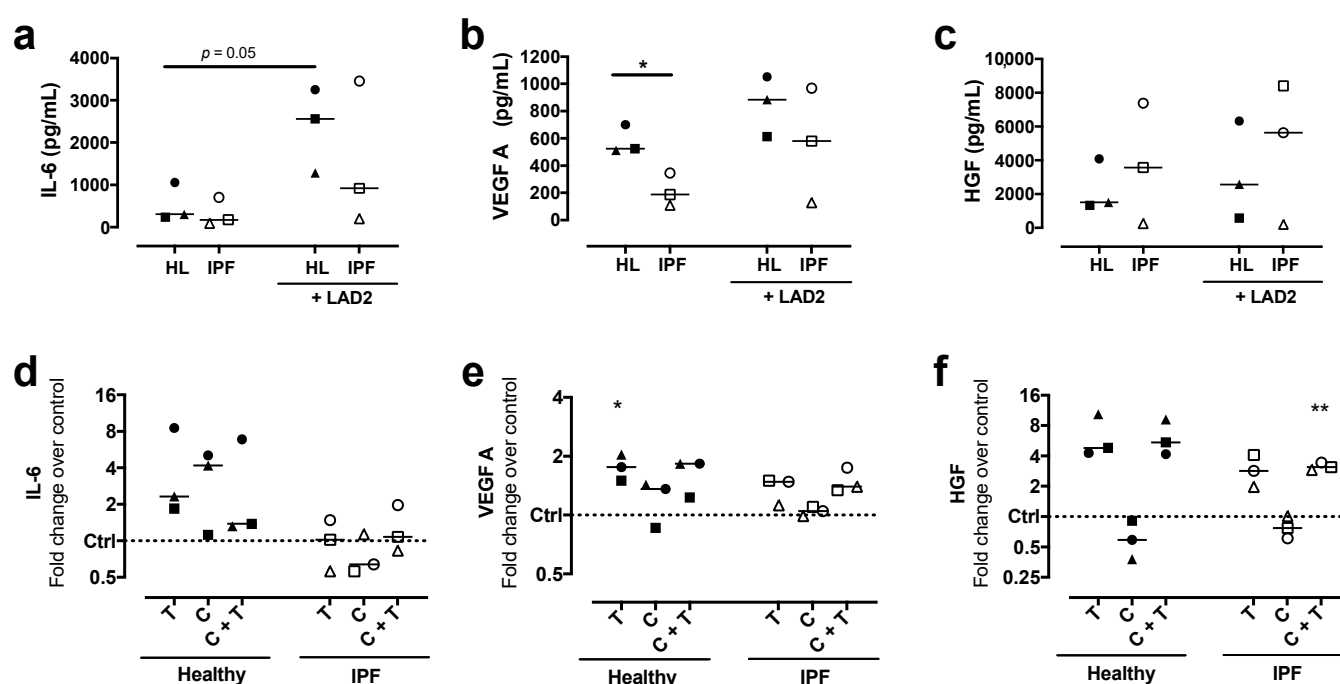 a
IL-6 (pg/mL)
4000
3000
2000
1000
0
p = 0.05
HL IPF HL IPF
+ LAD2
b
VEGF A (pg/mL)
1200
1000
800
600
400
200
0
*
HL IPF HL IPF
+ LAD2
c
HGF (pg/mL)
10,000
8000
6000
4000
2000
0
HL IPF HL IPF
+ LAD2
d
IL-6
Fold change over control
16
8
4
2
Ctrl
0.5
T C C + T T C C + T
Healthy IPF
e
VEGF A
Fold change over control
4
2
Ctrl
0.5
*
T C C + T T C C + T
Healthy IPF
f
HGF
Fold change over control
16
8
4
2
Ctrl
0.5
0.25
**
T C C + T T C C + T
Healthy IPF